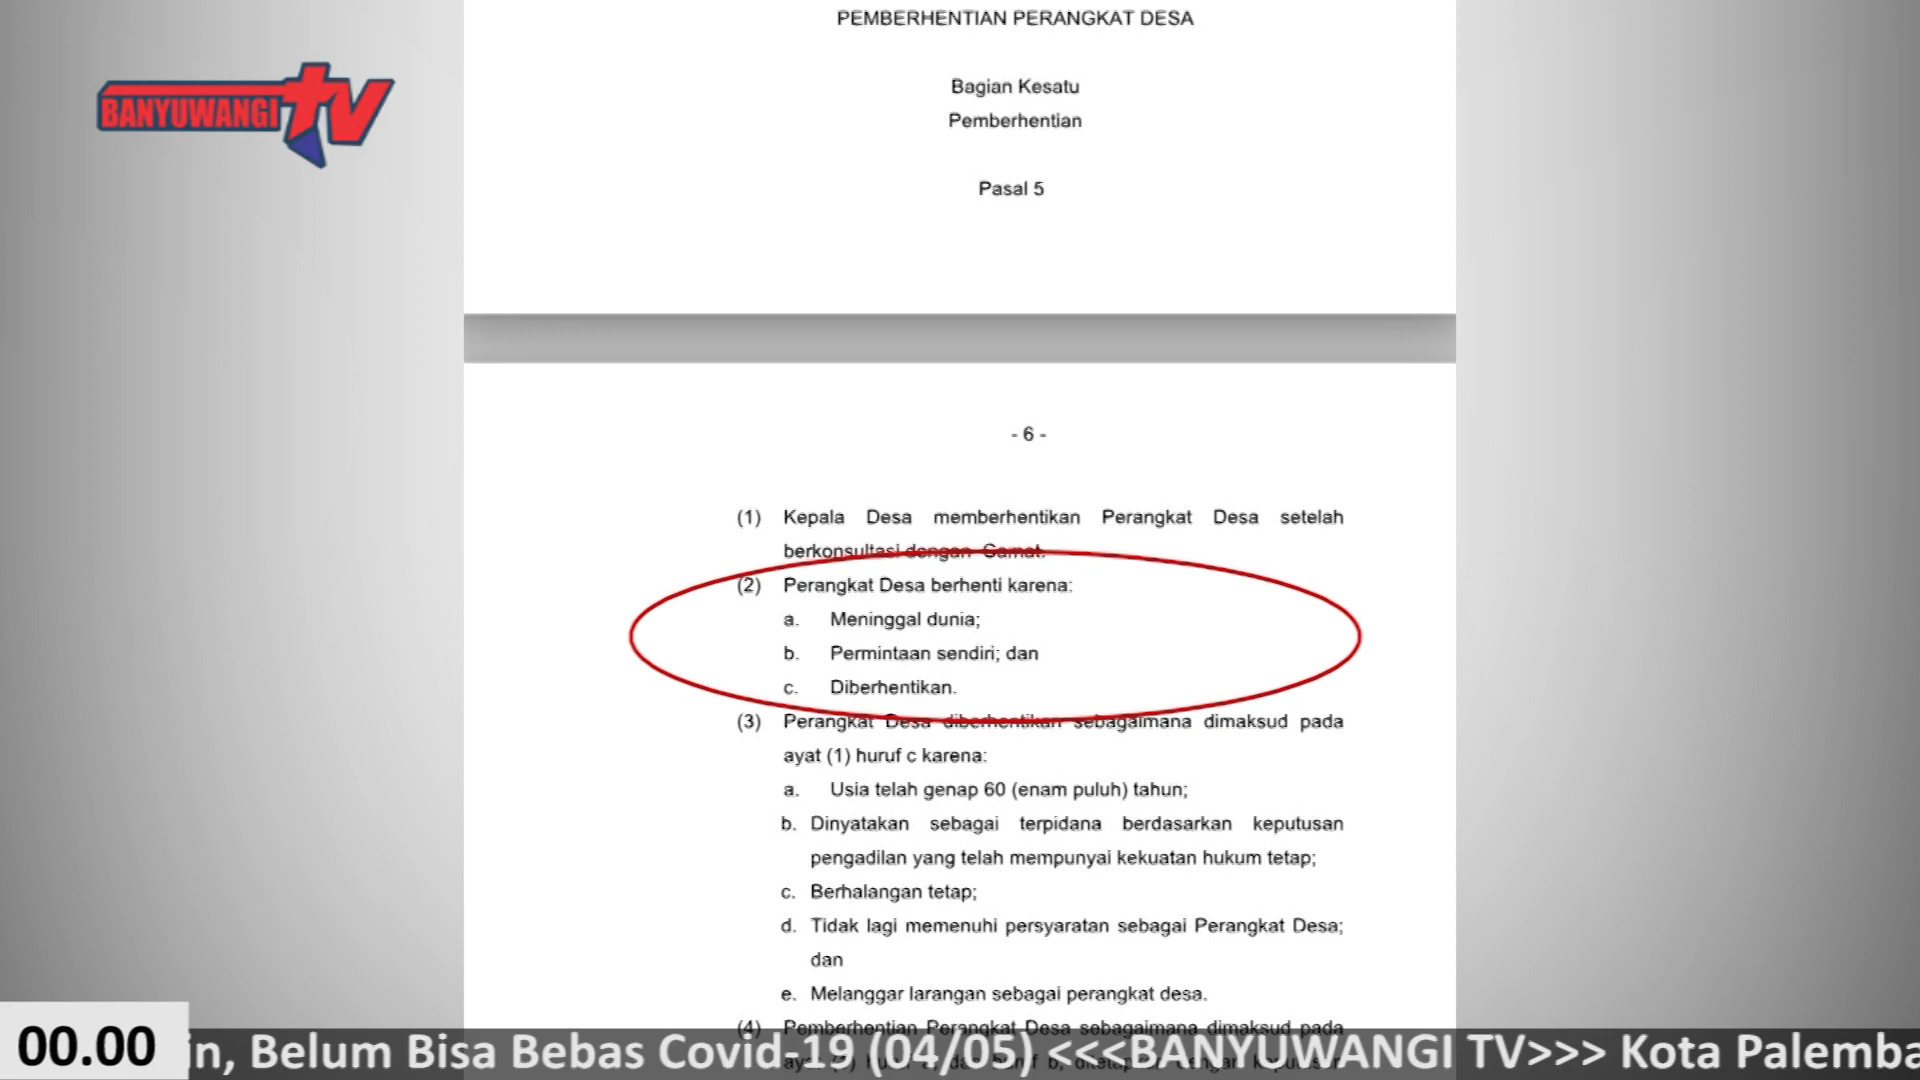 PEMBERHENTIAN PERANGKAT DESA
BANYUWANGI TV
Bagian Kesatu
Pemberhentian
Pasal 5
- 6 -
(1) Kepala Desa memberhentikan Perangkat Desa setelah
berkonsultasi dengan Camat.
(2) Perangkat Desa berhenti karena:
a. Meninggal dunia;
b. Permintaan sendiri; dan
c. Diberhentikan.
(3) Perangkat Desa diberhentikan sebagaimana dimaksud pada
ayat (1) huruf c karena:
a. Usia telah genap 60 (enam puluh) tahun;
b. Dinyatakan sebagai terpidana berdasarkan keputusan
pengadilan yang telah mempunyai kekuatan hukum tetap;
c. Berhalangan tetap;
d. Tidak lagi memenuhi persyaratan sebagai Perangkat Desa;
dan
e. Melanggar larangan sebagai perangkat desa.
(4) Pemberhentian Perangkat Desa sebagaimana dimaksud pada
00.00 in, Belum Bisa Bebas Covid-19 (04/05) <<<BANYUWANGI TV>>> Kota Palemba